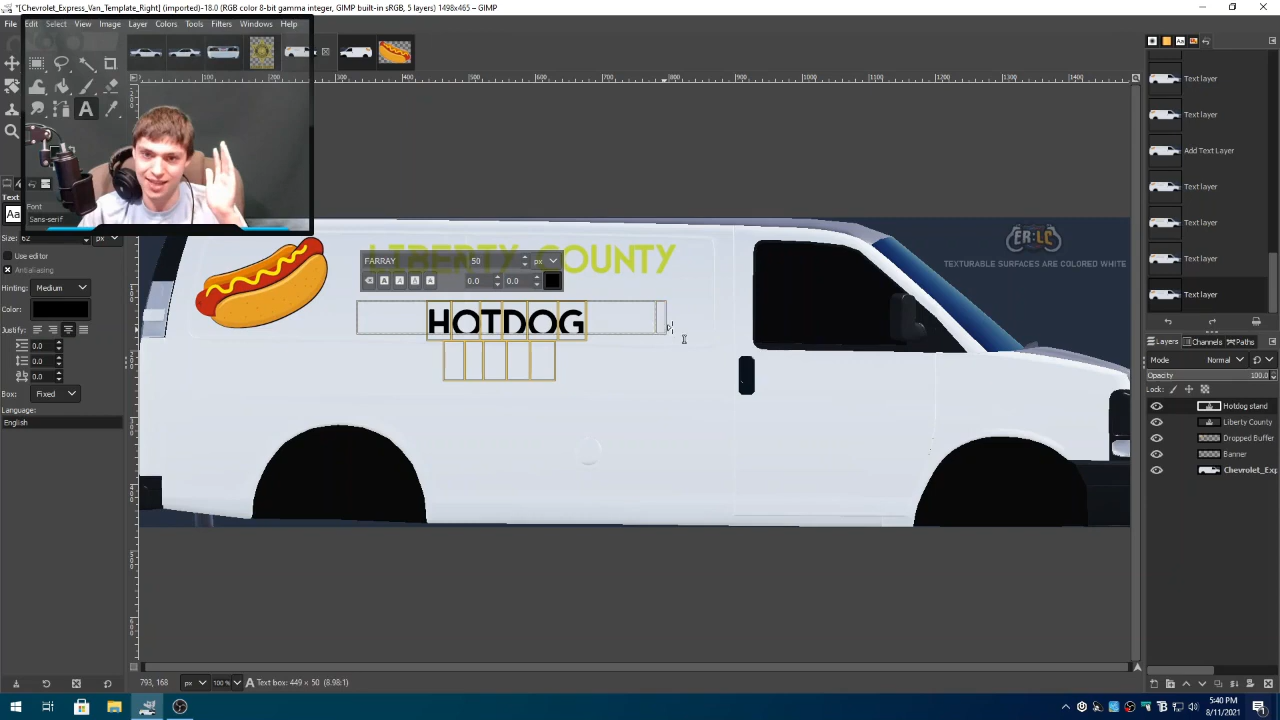 *[Chevrolet_Express_Van_Template_Right] (imported)-18.0 (RGB color 8-bit gamma integer, GIMP built-in sRGB, 5 layers) 1498x465 – GIMP
File Edit Select View Image Layer Colors Tools Filters Windows Help
Text layer
Text layer
Add Text Layer
Text layer
Text layer
Text layer
Text layer
Text
Aa
Font
Sans-serif
Size: 62 px
Use editor
Antialiasing
Hinting: Medium
Color:
Justify:
0.0
0.0
0.0
Box: Fixed
Language:
English
LIBERTY COUNTY
FARRAY 50 px
0.0 0.0
HOTDOG
ER:LC
TEXTURABLE SURFACES ARE COLORED WHITE
Layers Channels Paths
Mode Normal
Opacity 100.0
Lock:
Hotdog stand
Liberty County
Dropped Buffer
Banner
Chevrolet_Exp
793, 168 px 100 % Text box: 449 × 50 (8.98:1)
5:40 PM
8/11/2021